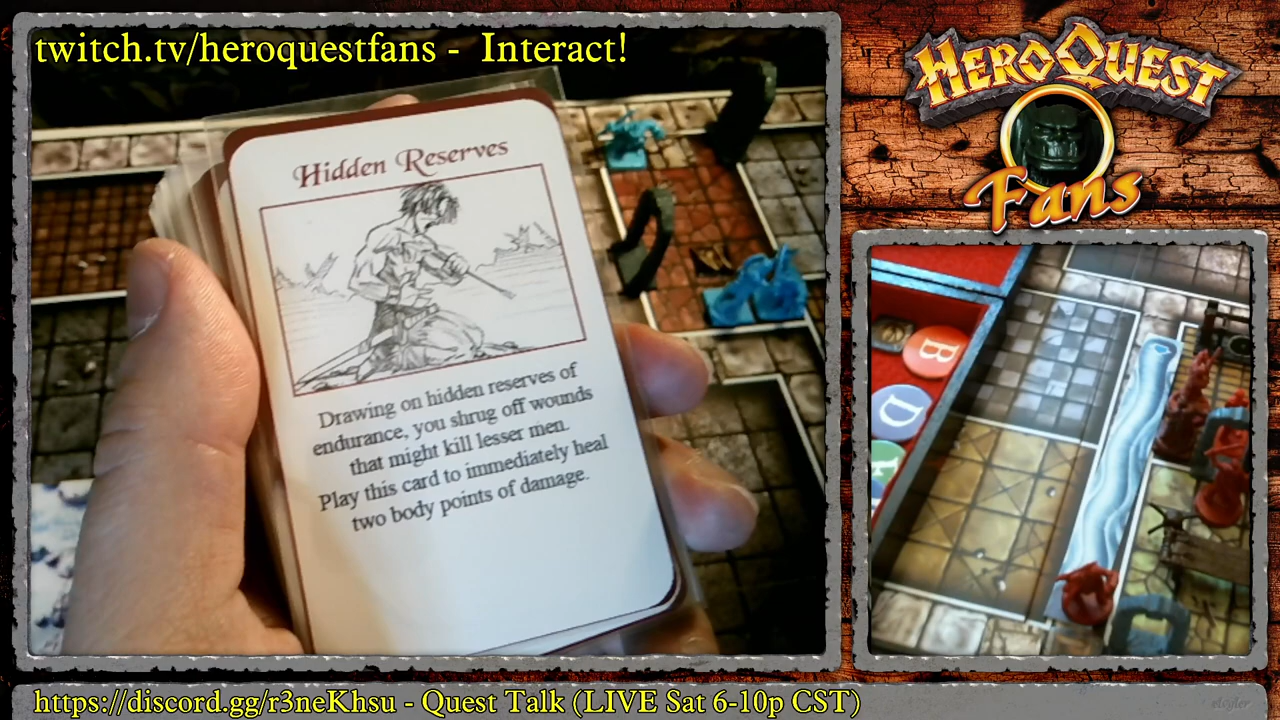 twitch.tv/heroquestfans - Interact!
HEROQUEST
Fans
Hidden Reserves
Drawing on hidden reserves of
endurance, you shrug off wounds
that might kill lesser men.
Play this card to immediately heal
two body points of damage.
B
D
E
https://discord.gg/r3neKhsu - Quest Talk (LIVE Sat 6-10p CST)